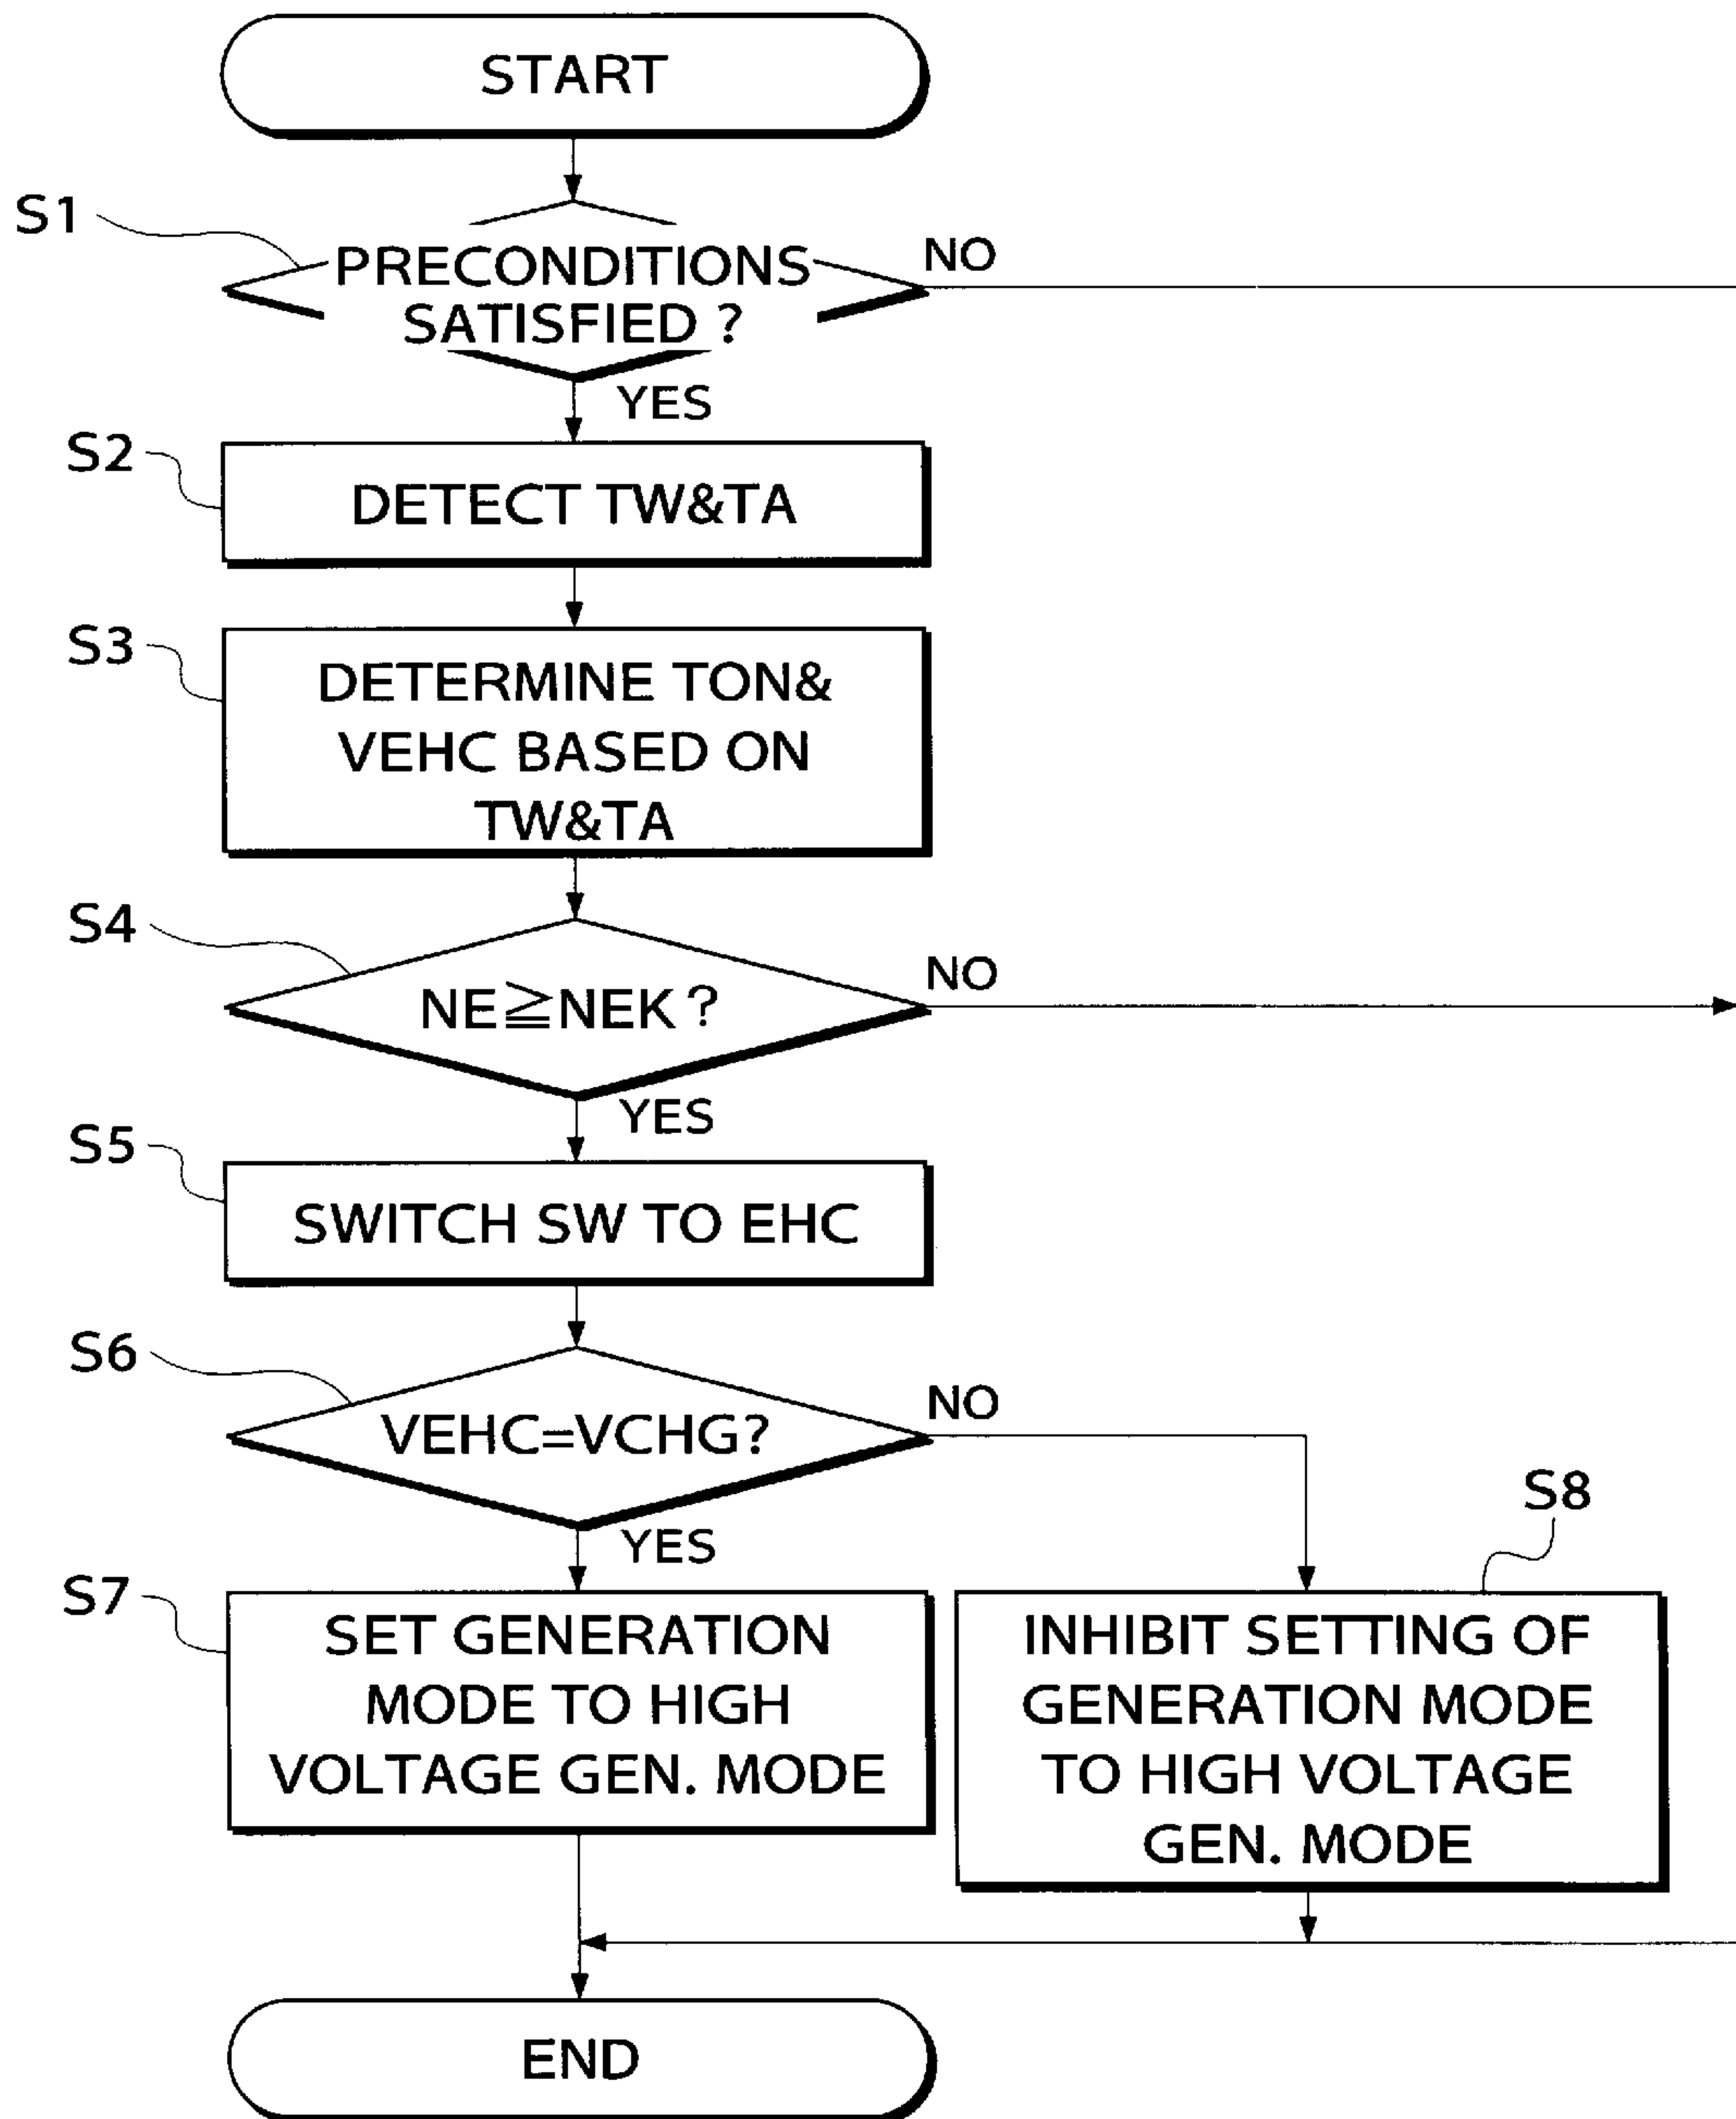 START
S1
PRECONDITIONS
SATISFIED ?
NO
YES
S2
DETECT TW&TA
S3
DETERMINE TON&
VEHC BASED ON
TW&TA
S4
NE≧NEK ?
NO
YES
S5
SWITCH SW TO EHC
S6
VEHC=VCHG?
NO
YES
S7
SET GENERATION
MODE TO HIGH
VOLTAGE GEN. MODE
S8
INHIBIT SETTING OF
GENERATION MODE
TO HIGH VOLTAGE
GEN. MODE
END